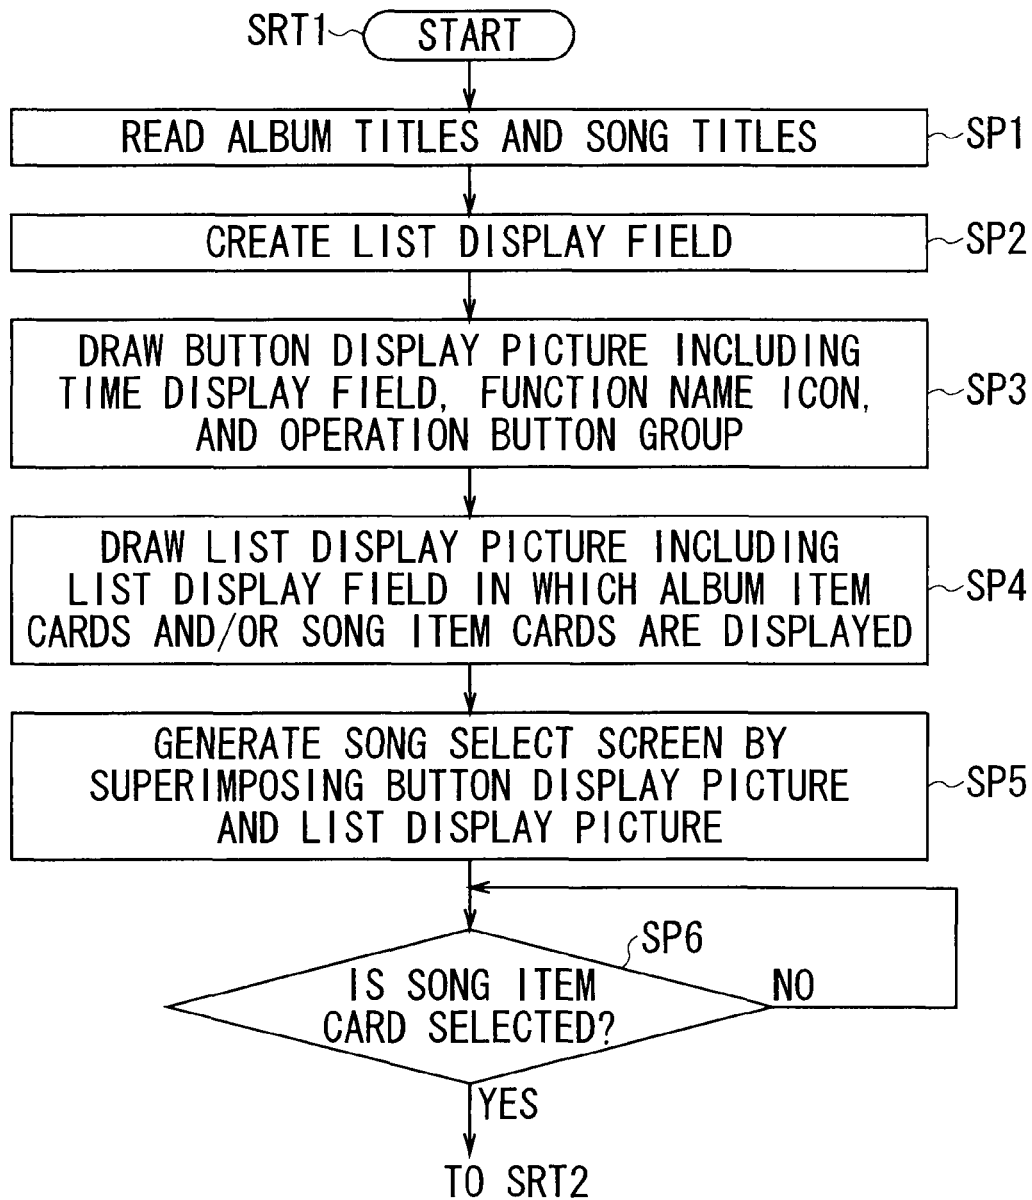 SRT1
START
READ ALBUM TITLES AND SONG TITLES
SP1
CREATE LIST DISPLAY FIELD
SP2
DRAW BUTTON DISPLAY PICTURE INCLUDING
TIME DISPLAY FIELD, FUNCTION NAME ICON,
AND OPERATION BUTTON GROUP
SP3
DRAW LIST DISPLAY PICTURE INCLUDING
LIST DISPLAY FIELD IN WHICH ALBUM ITEM
CARDS AND/OR SONG ITEM CARDS ARE DISPLAYED
SP4
GENERATE SONG SELECT SCREEN BY
SUPERIMPOSING BUTTON DISPLAY PICTURE
AND LIST DISPLAY PICTURE
SP5
SP6
IS SONG ITEM
CARD SELECTED?
NO
YES
TO SRT2